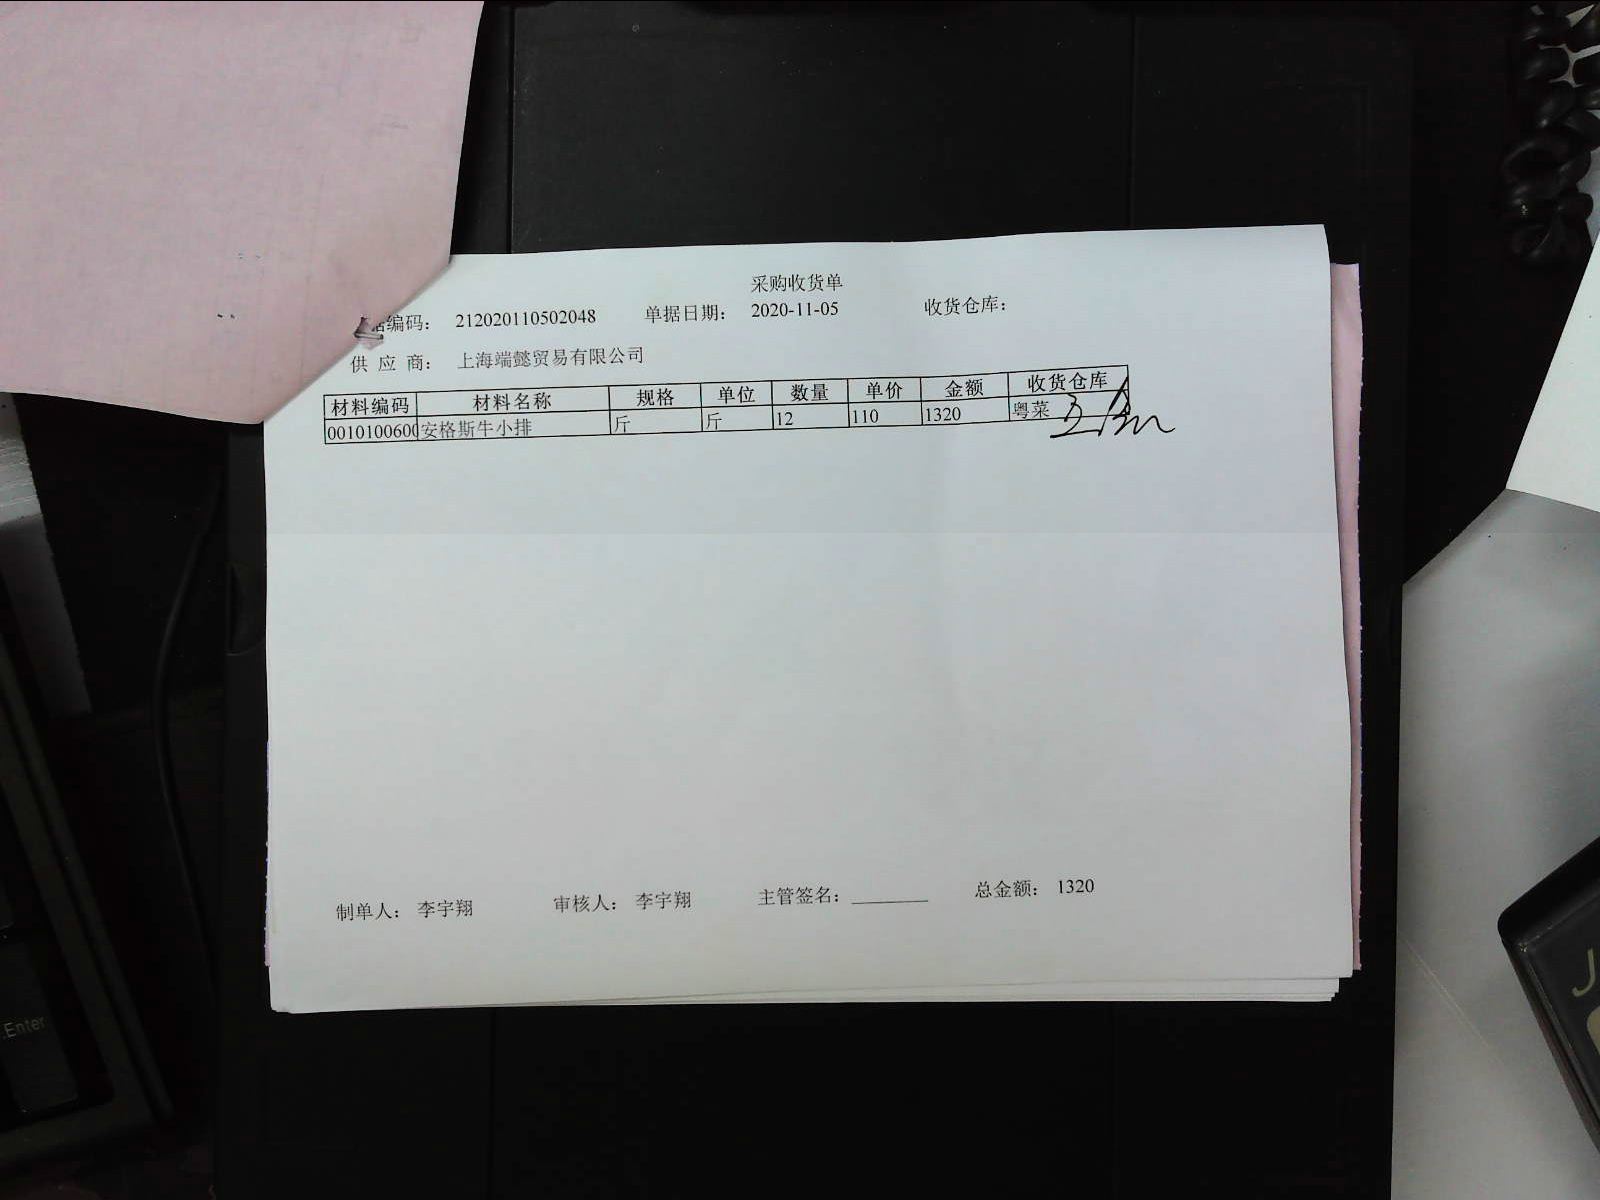 采购收货单
据编码： 212020110502048 单据日期： 2020-11-05 收货仓库：
供 应 商： 上海端懿贸易有限公司
材料编码 材料名称 规格 单位 数量 单价 金额 收货仓库
0010100600 安格斯牛小排 斤 斤 12 110 1320 粤菜
制单人： 李宇翔 审核人： 李宇翔 主管签名： 总金额： 1320
Enter
J